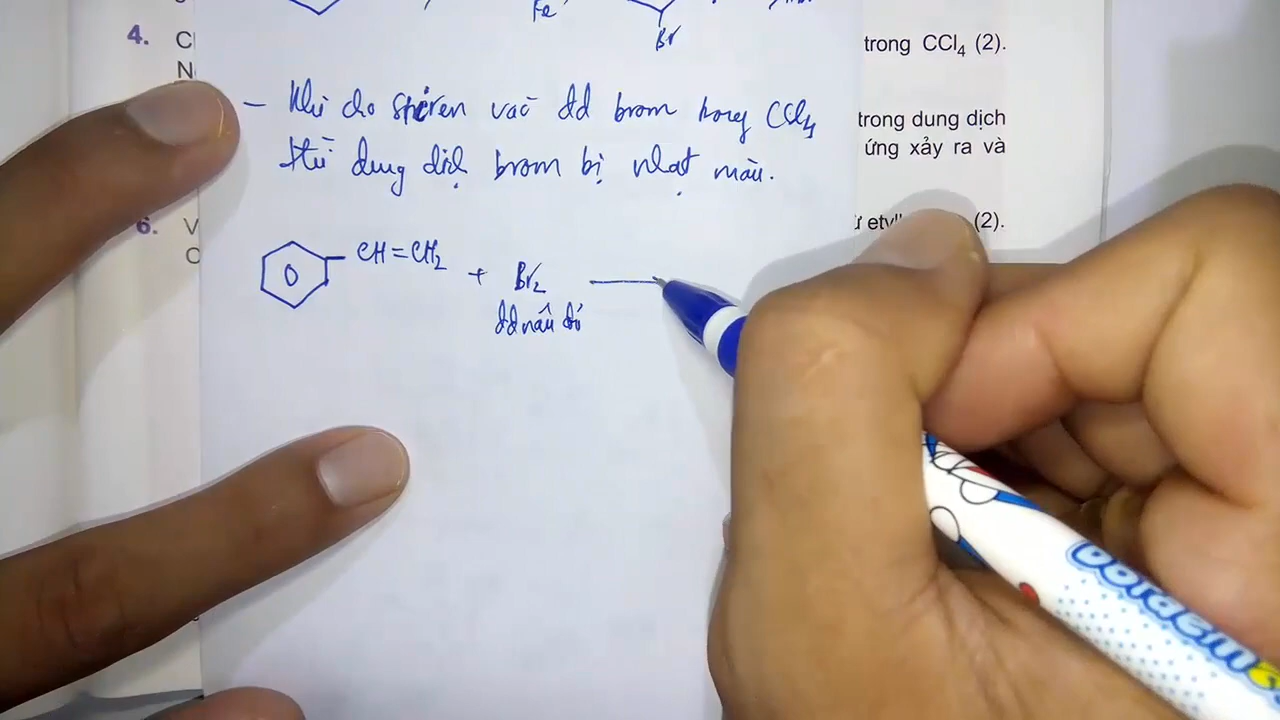 Fe
Br
4.
C
N
trong CCl₄ (2).
- Khi cho Stiren vào dd brom trong CCl₄
thì dung dịch brom bị nhạt màu.
trong dung dịch
ứng xảy ra và
6. V
C
(2).
CH=CH₂ + Br₂
dd nâu đỏ
DORAEM